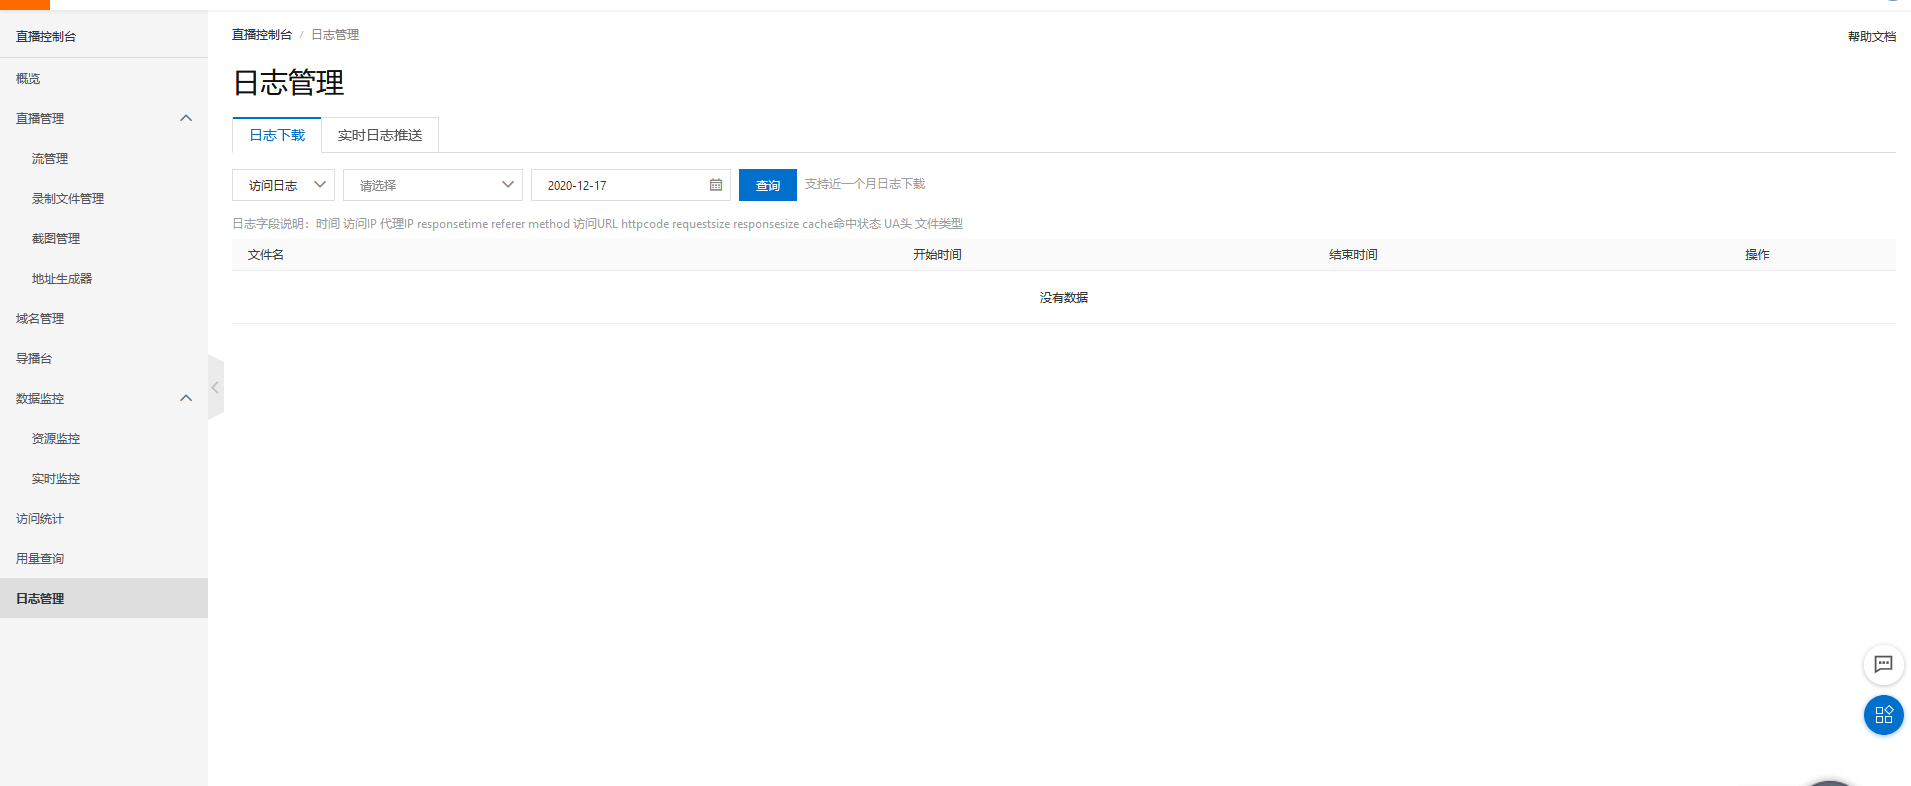 直播控制台
概览
直播管理
流管理
录制文件管理
截图管理
地址生成器
域名管理
导播台
数据监控
资源监控
实时监控
访问统计
用量查询
日志管理
直播控制台 / 日志管理
帮助文档
日志管理
日志下载 实时日志推送
访问日志 请选择 2020-12-17 查询 支持近一个月日志下载
日志字段说明：时间 访问IP 代理IP responsetime referer method 访问URL httpcode requestsize responsesize cache命中状态 UA头 文件类型
文件名 开始时间 结束时间 操作
没有数据